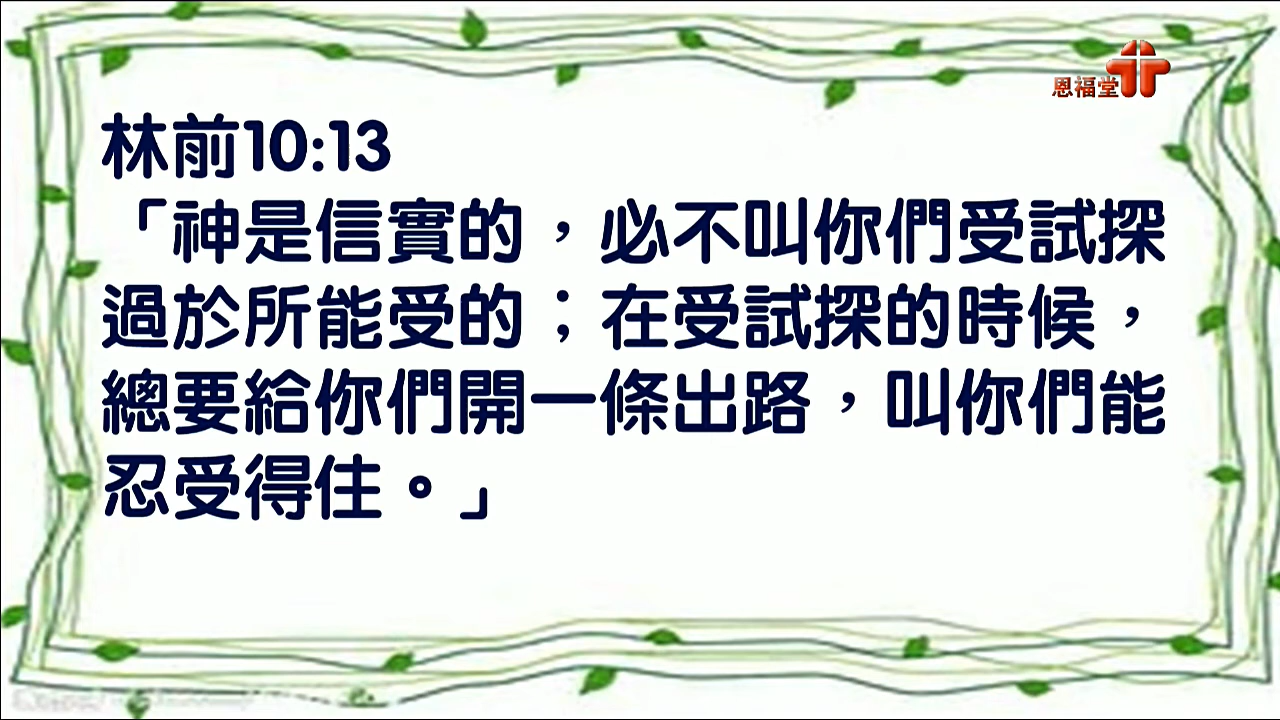 恩福堂
林前10:13
「神是信實的，必不叫你們受試探
過於所能受的；在受試探的時候，
總要給你們開一條出路，叫你們能
忍受得住。」